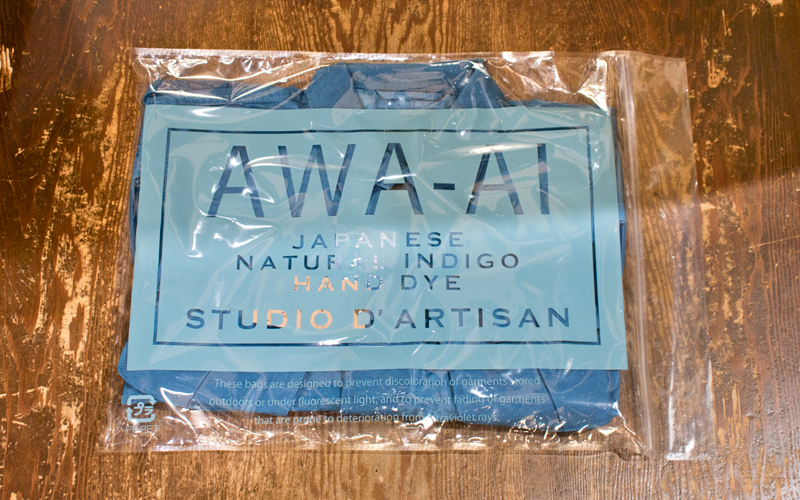 AWA-AI
JAPANESE
NATURAL INDIGO
HAND DYE
STUDIO D'ARTISAN
These bags are designed to prevent discoloration of garments stored
outdoors or under fluorescent light, and to prevent fading of garments
that are prone to deterioration from ultraviolet rays.
プラ